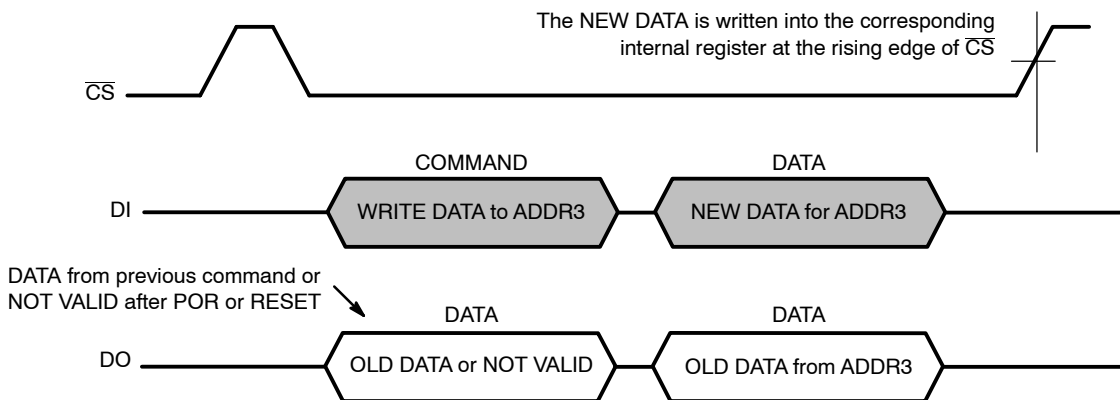 The NEW DATA is written into the corresponding
internal register at the rising edge of C̅S̅
C̅S̅
COMMAND
DATA
DI
WRITE DATA to ADDR3
NEW DATA for ADDR3
DATA from previous command or
NOT VALID after POR or RESET
DATA
DATA
DO
OLD DATA or NOT VALID
OLD DATA from ADDR3